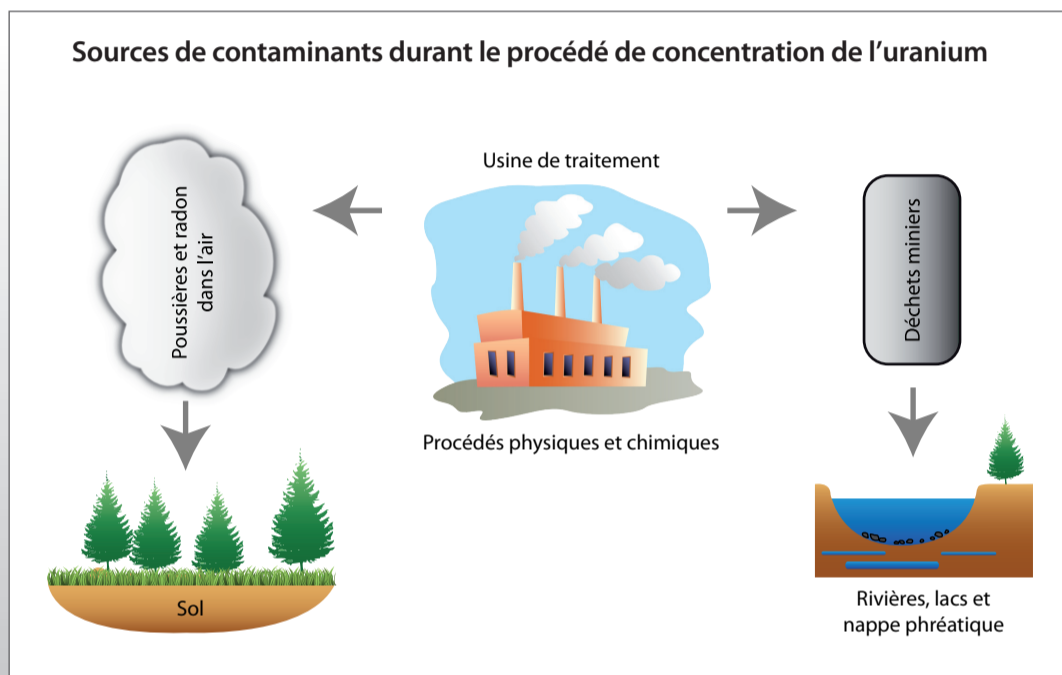 Sources de contaminants durant le procédé de concentration de l’uranium
Usine de traitement
Poussières et radon
dans l’air
Déchets miniers
Procédés physiques et chimiques
Sol
Rivières, lacs et
nappe phréatique